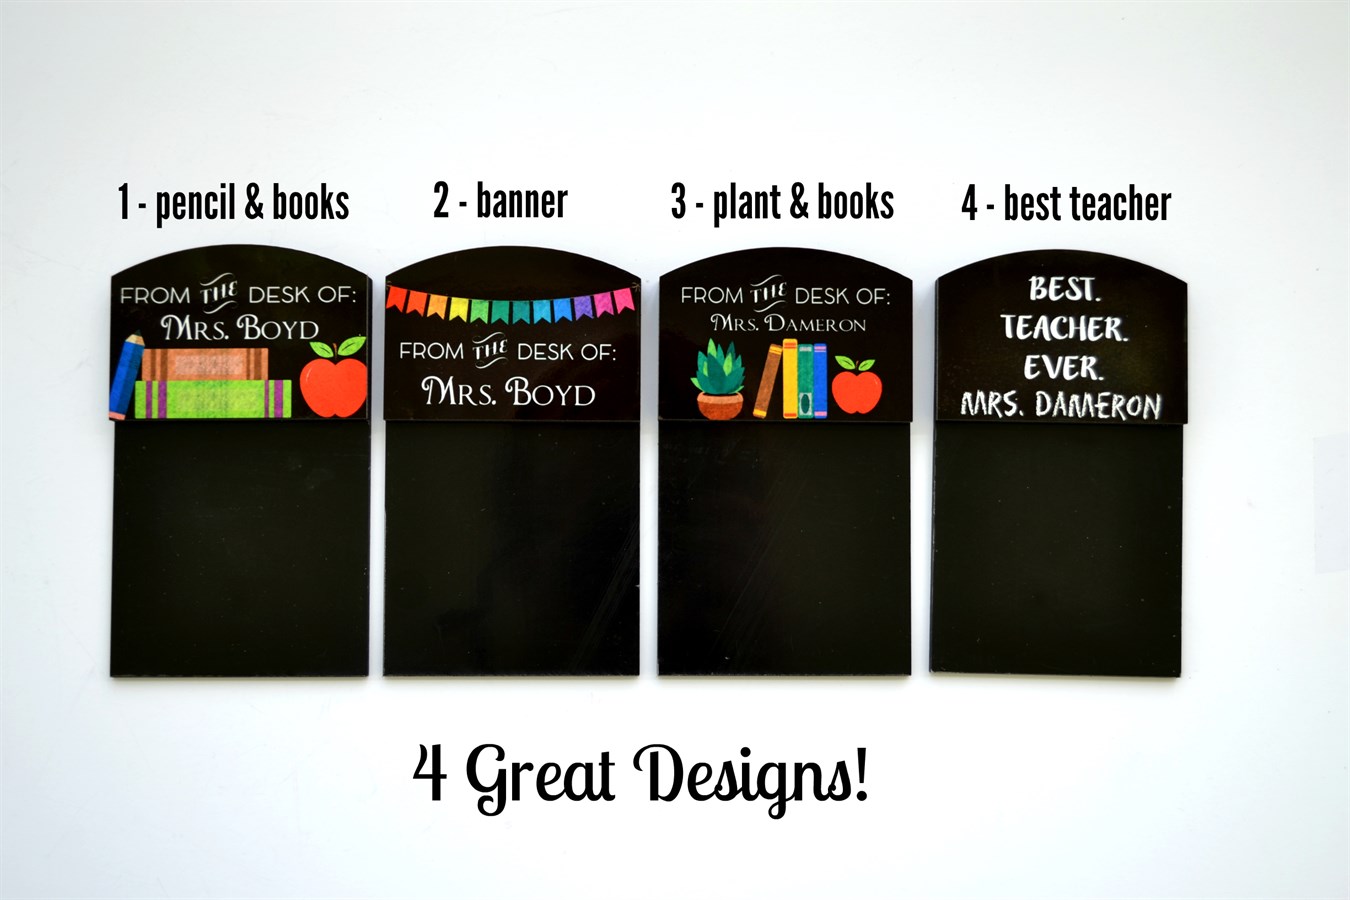 1 - pencil & books
2 - banner
3 - plant & books
4 - best teacher
FROM THE DESK OF:
MRS. BOYD
FROM THE DESK OF:
MRS. BOYD
FROM THE DESK OF:
MRS. DAMERON
BEST.
TEACHER.
EVER.
MRS. DAMERON
4 Great Designs!